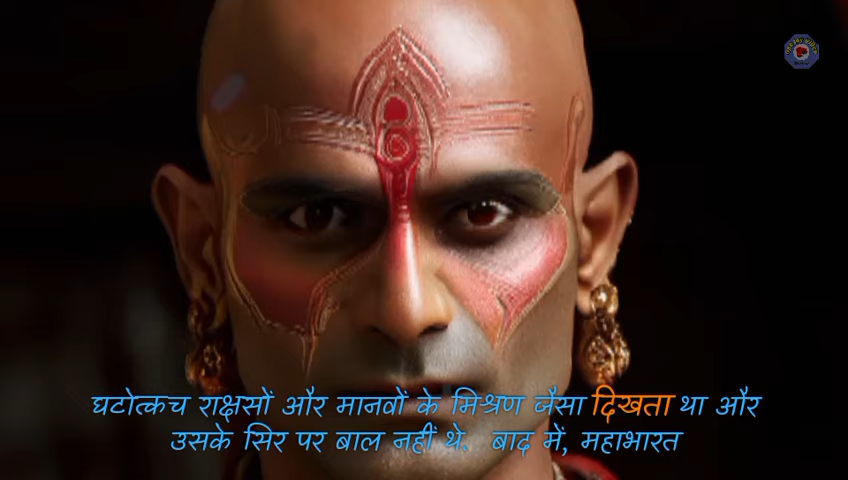 घटोत्कच राक्षसों और मानवों के मिश्रण जैसा दिखता था और
उसके सिर पर बाल नहीं थे. बाद में, महाभारत